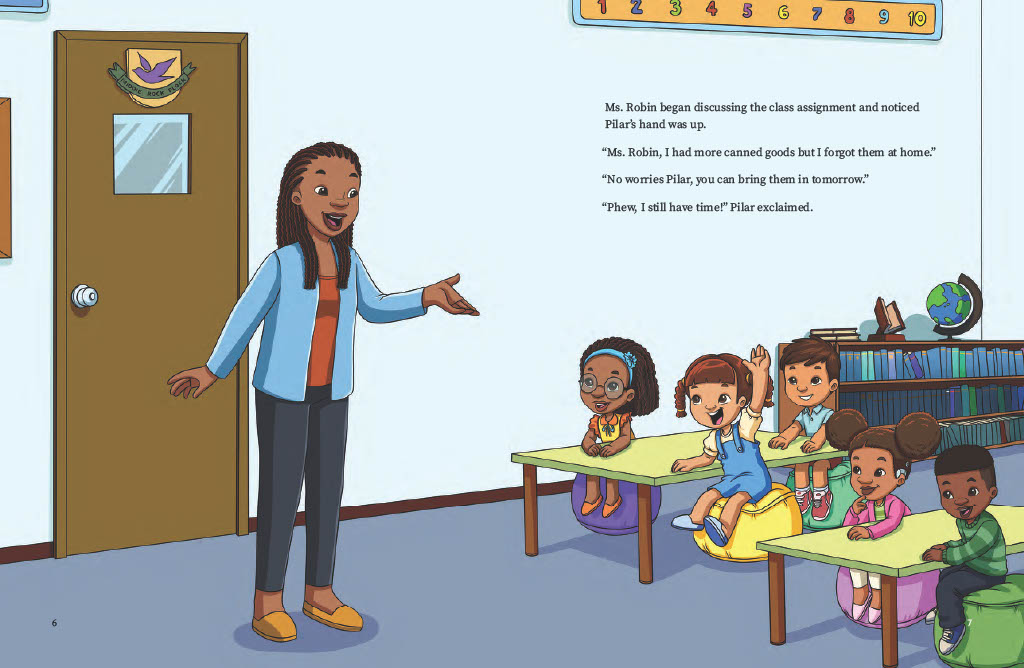 1 2 3 4 5 6 7 8 9 10
Ms. Robin began discussing the class assignment and noticed
Pilar’s hand was up.
“Ms. Robin, I had more canned goods but I forgot them at home.”
“No worries Pilar, you can bring them in tomorrow.”
“Phew, I still have time!” Pilar exclaimed.
ROCK
6
7